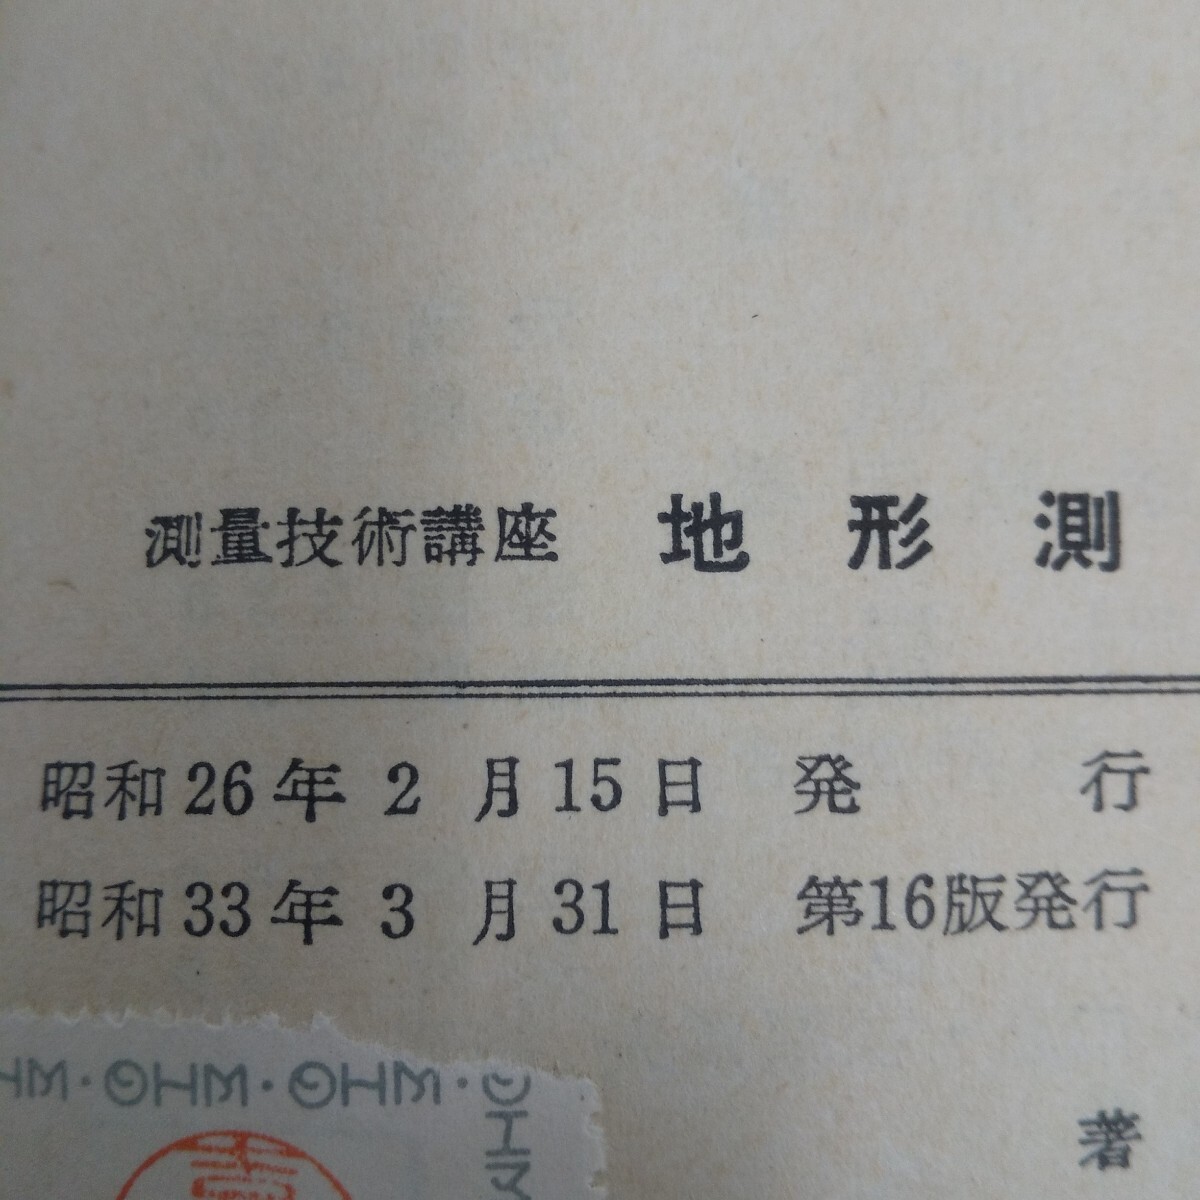 測量技術講座 地形測
昭和26年2月15日 発行
昭和33年3月31日 第16版発行
HM・OHM・OHM・OHM
著